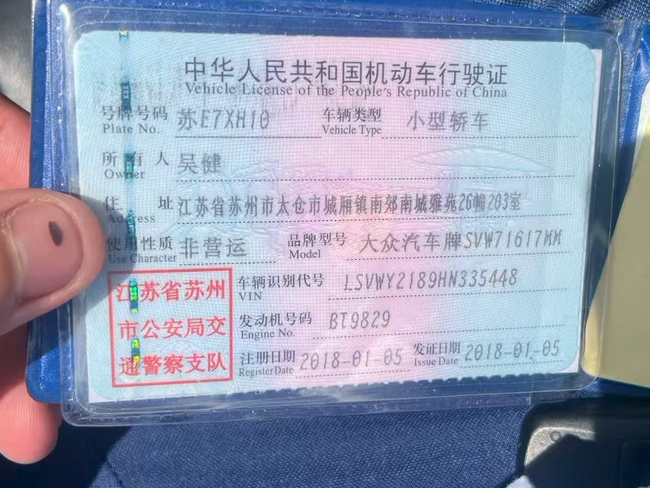 中华人民共和国机动车行驶证
Vehicle License of the People's Republic of China
号牌号码 苏E7XH10 车辆类型 小型轿车
Plate No. Vehicle Type
所有人 吴健
Owner
住址 江苏省苏州市太仓市城厢镇南郊南城雅苑26幢203室
Address
使用性质 非营运 品牌型号 大众汽车牌SVW71617MM
Use Character Model
江苏省苏州
市公安局交
通警察支队
车辆识别代号 LSVWY2189HN335448
VIN
发动机号码 BT9829
Engine No.
注册日期 2018-01-05 发证日期 2018-01-05
Register Date Issue Date